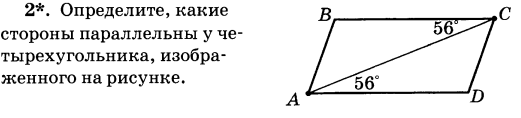 2*. Определите, какие
стороны параллельны у че-
тырехугольника, изобра-
женного на рисунке.
B
C
56°
56°
A
D